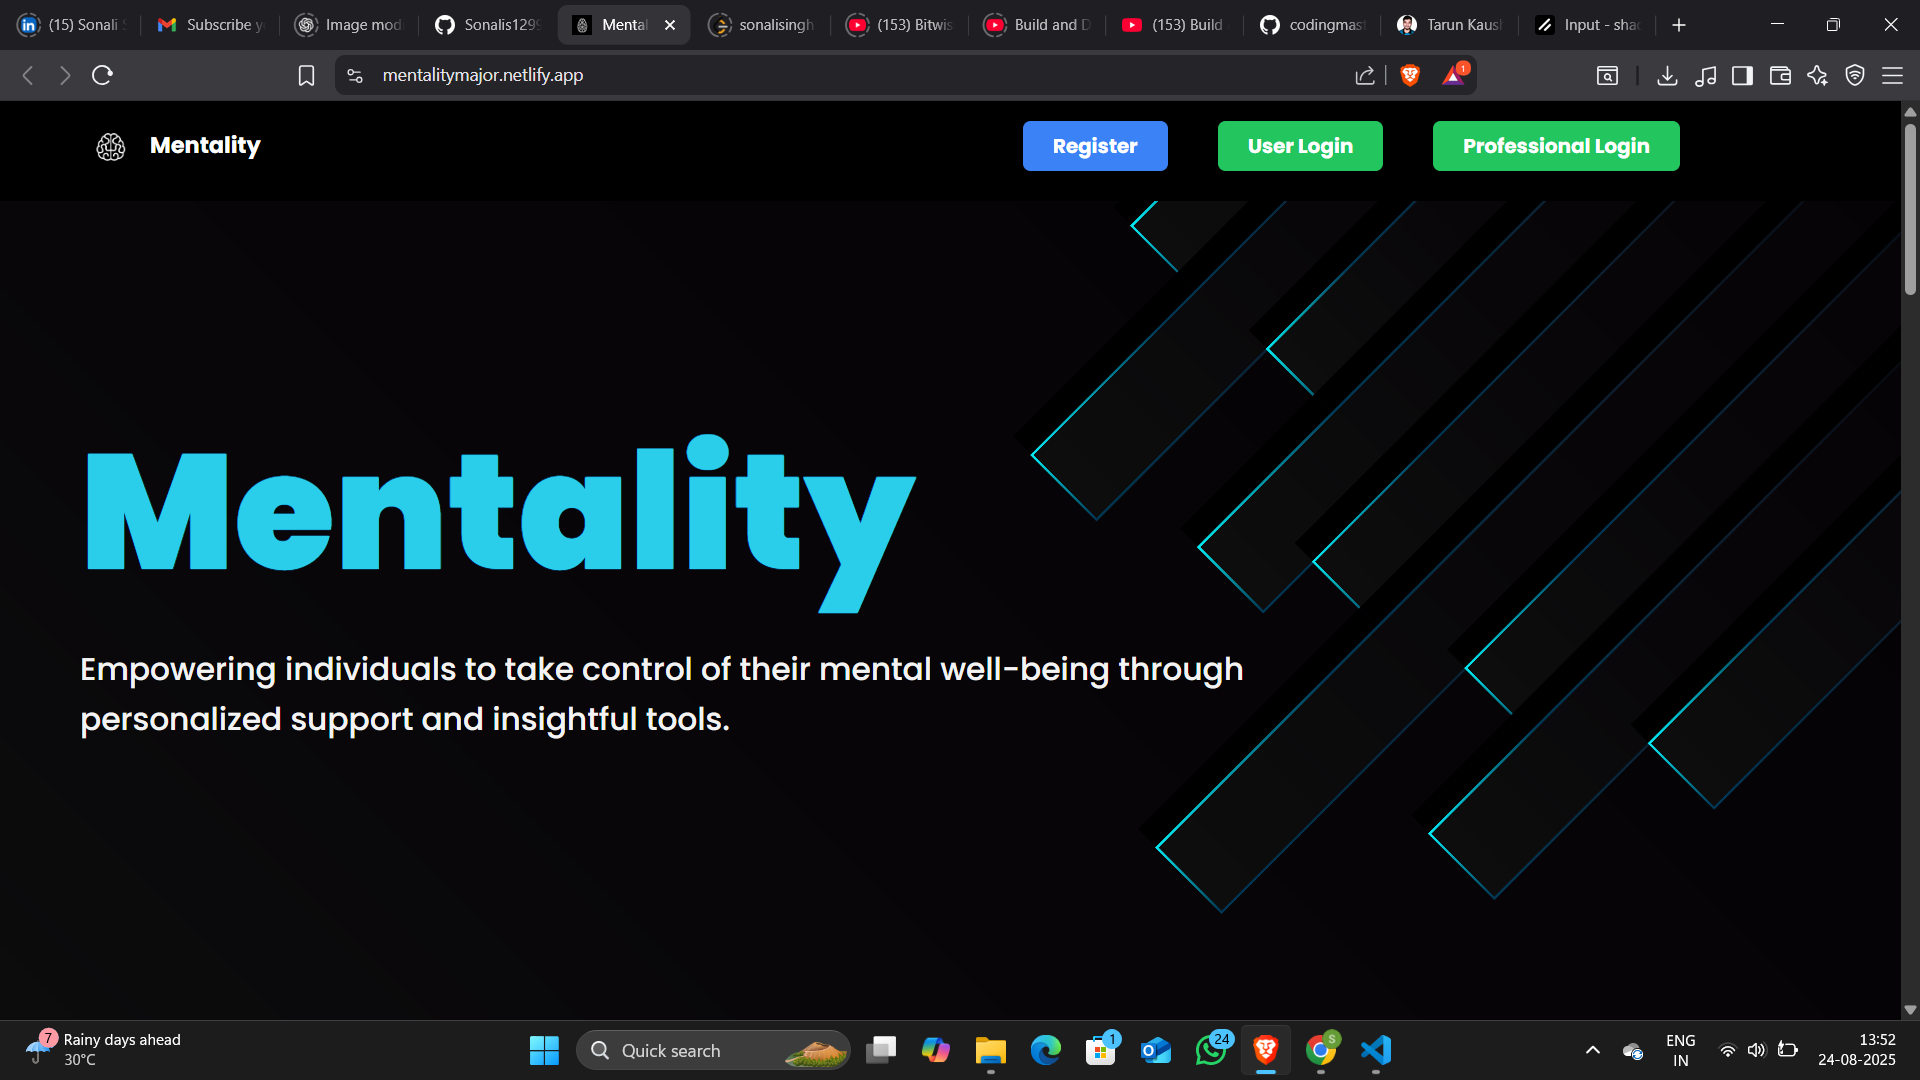 (15) Sonali
Subscribe
Image mod
Sonalis1299
Mental
sonalisingh
(153) Bitwis
Build and D
(153) Build
codingmast
Tarun Kaush
Input - shad
mentalitymajor.netlify.app
1
Mentality
Register
User Login
Professional Login
Mentality
Empowering individuals to take control of their mental well-being through
personalized support and insightful tools.
7
Rainy days ahead
30°C
Quick search
1
24
S
ENG
IN
13:52
24-08-2025